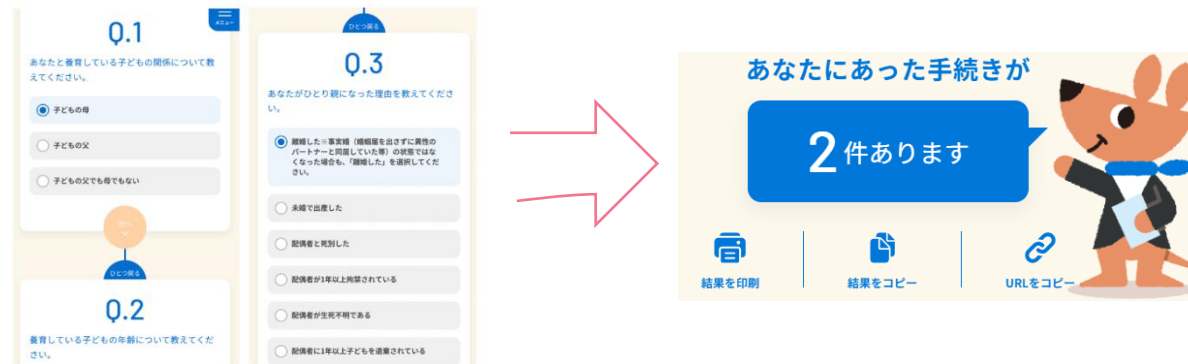 メニュー
Q.1
あなたと養育している子どもの関係について教
えてください。
子どもの母
子どもの父
子どもの父でも母でもない
次へ
ひとつ戻る
Q.2
養育している子どもの年齢について教えてくだ
さい。
ひとつ戻る
Q.3
あなたがひとり親になった理由を教えてくださ
い。
離婚した※事実婚（婚姻届を出さずに異性の
パートナーと同居していた等）の状態ではな
くなった場合も、「離婚した」を選択してくだ
さい。
未婚で出産した
配偶者と死別した
配偶者が1年以上拘禁されている
配偶者が生死不明である
配偶者に1年以上子どもを遺棄されている
あなたにあった手続きが
2件あります
結果を印刷
結果をコピー
URLをコピー